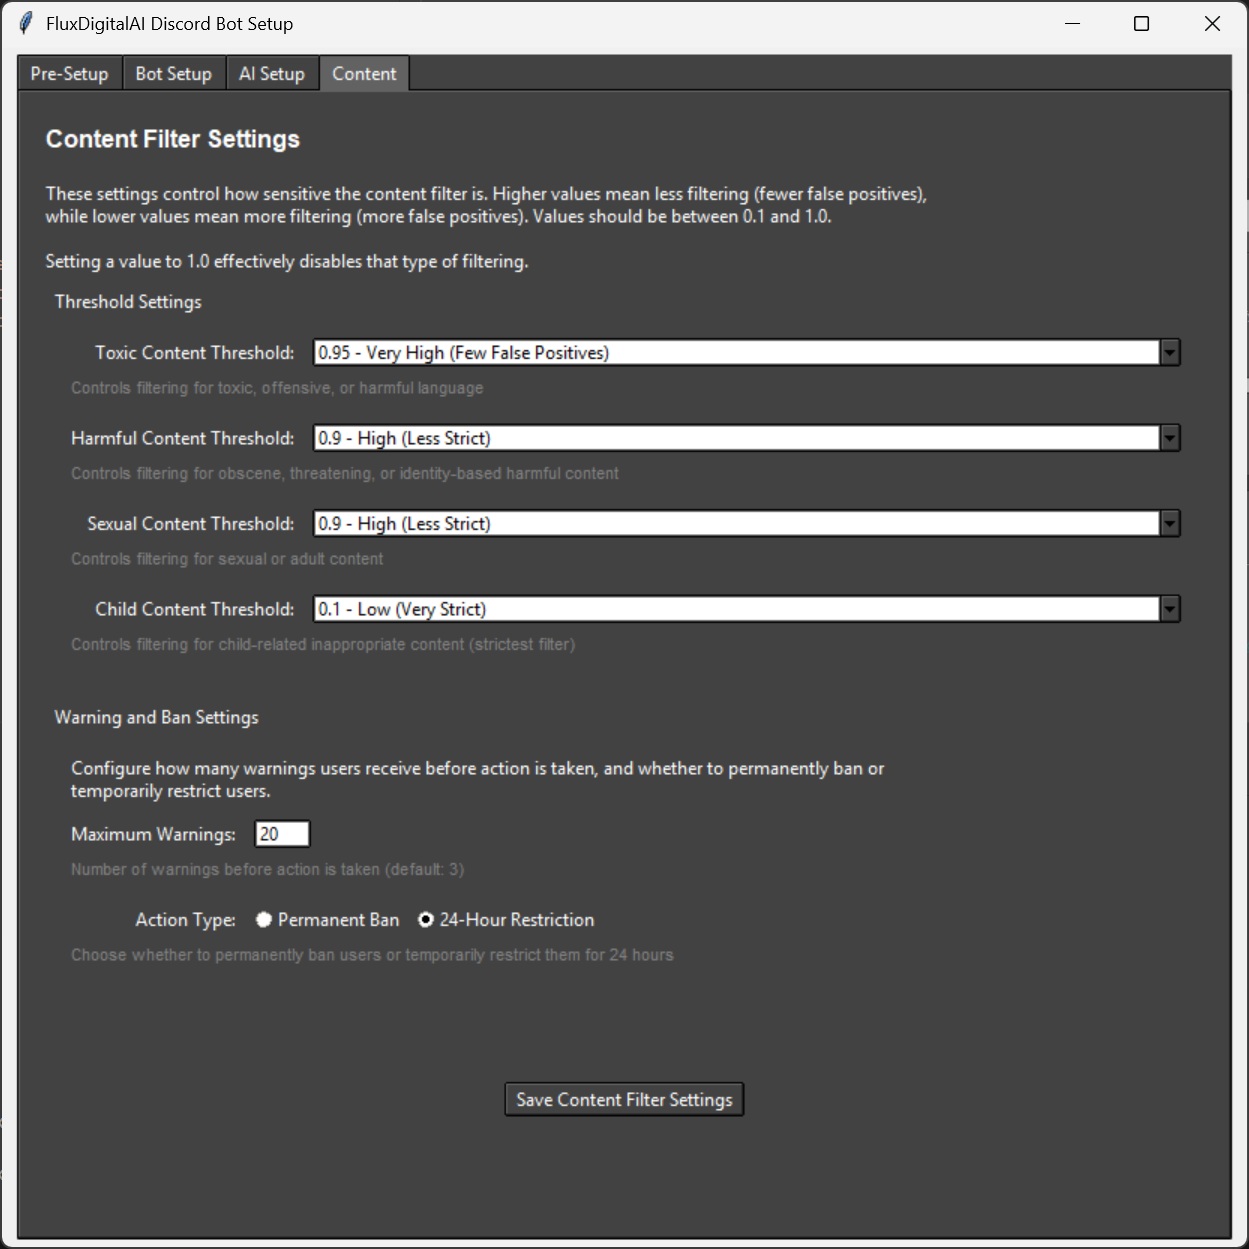 FluxDigitalAI Discord Bot Setup
Pre-Setup Bot Setup AI Setup Content
Content Filter Settings
These settings control how sensitive the content filter is. Higher values mean less filtering (fewer false positives),
while lower values mean more filtering (more false positives). Values should be between 0.1 and 1.0.
Setting a value to 1.0 effectively disables that type of filtering.
Threshold Settings
Toxic Content Threshold: 0.95 - Very High (Few False Positives)
Controls filtering for toxic, offensive, or harmful language
Harmful Content Threshold: 0.9 - High (Less Strict)
Controls filtering for obscene, threatening, or identity-based harmful content
Sexual Content Threshold: 0.9 - High (Less Strict)
Controls filtering for sexual or adult content
Child Content Threshold: 0.1 - Low (Very Strict)
Controls filtering for child-related inappropriate content (strictest filter)
Warning and Ban Settings
Configure how many warnings users receive before action is taken, and whether to permanently ban or
temporarily restrict users.
Maximum Warnings: 20
Number of warnings before action is taken (default: 3)
Action Type: Permanent Ban 24-Hour Restriction
Choose whether to permanently ban users or temporarily restrict them for 24 hours
Save Content Filter Settings